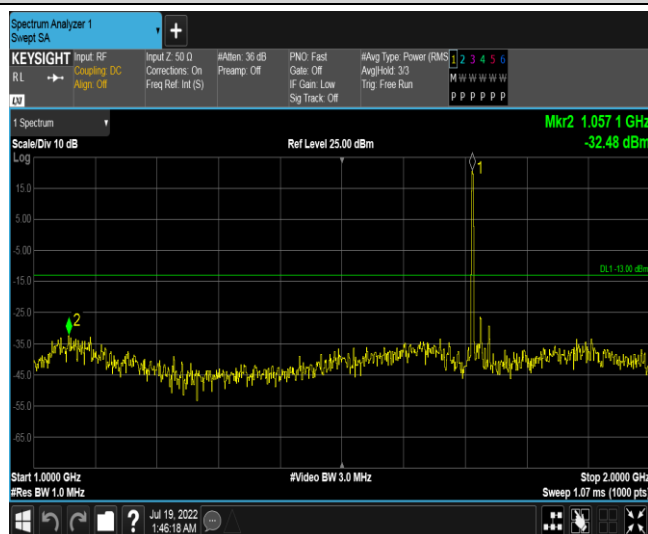 Spectrum Analyzer 1
Swept SA
+
KEYSIGHT Input: RF Input Z: 50 Ω #Atten: 36 dB PNO: Fast #Avg Type: Power (RMS 1 2 3 4 5 6
RL Coupling: DC Corrections: On Preamp: Off Gate: Off Avg|Hold: 3/3 M W W W W W
Align: Off Freq Ref: Int (S) IF Gain: Low Trig: Free Run P P P P P P
LXI Sig Track: Off
1 Spectrum Mkr2 1.057 1 GHz
Scale/Div 10 dB Ref Level 25.00 dBm -32.48 dBm
Log
1
15.0
5.00
-5.00
DL1 -13.00 dBm
-15.0
-25.0
2
-35.0
-45.0
-55.0
-65.0
Start 1.0000 GHz #Video BW 3.0 MHz Stop 2.0000 GHz
#Res BW 1.0 MHz Sweep 1.07 ms (1000 pts)
? Jul 19, 2022
1:46:18 AM